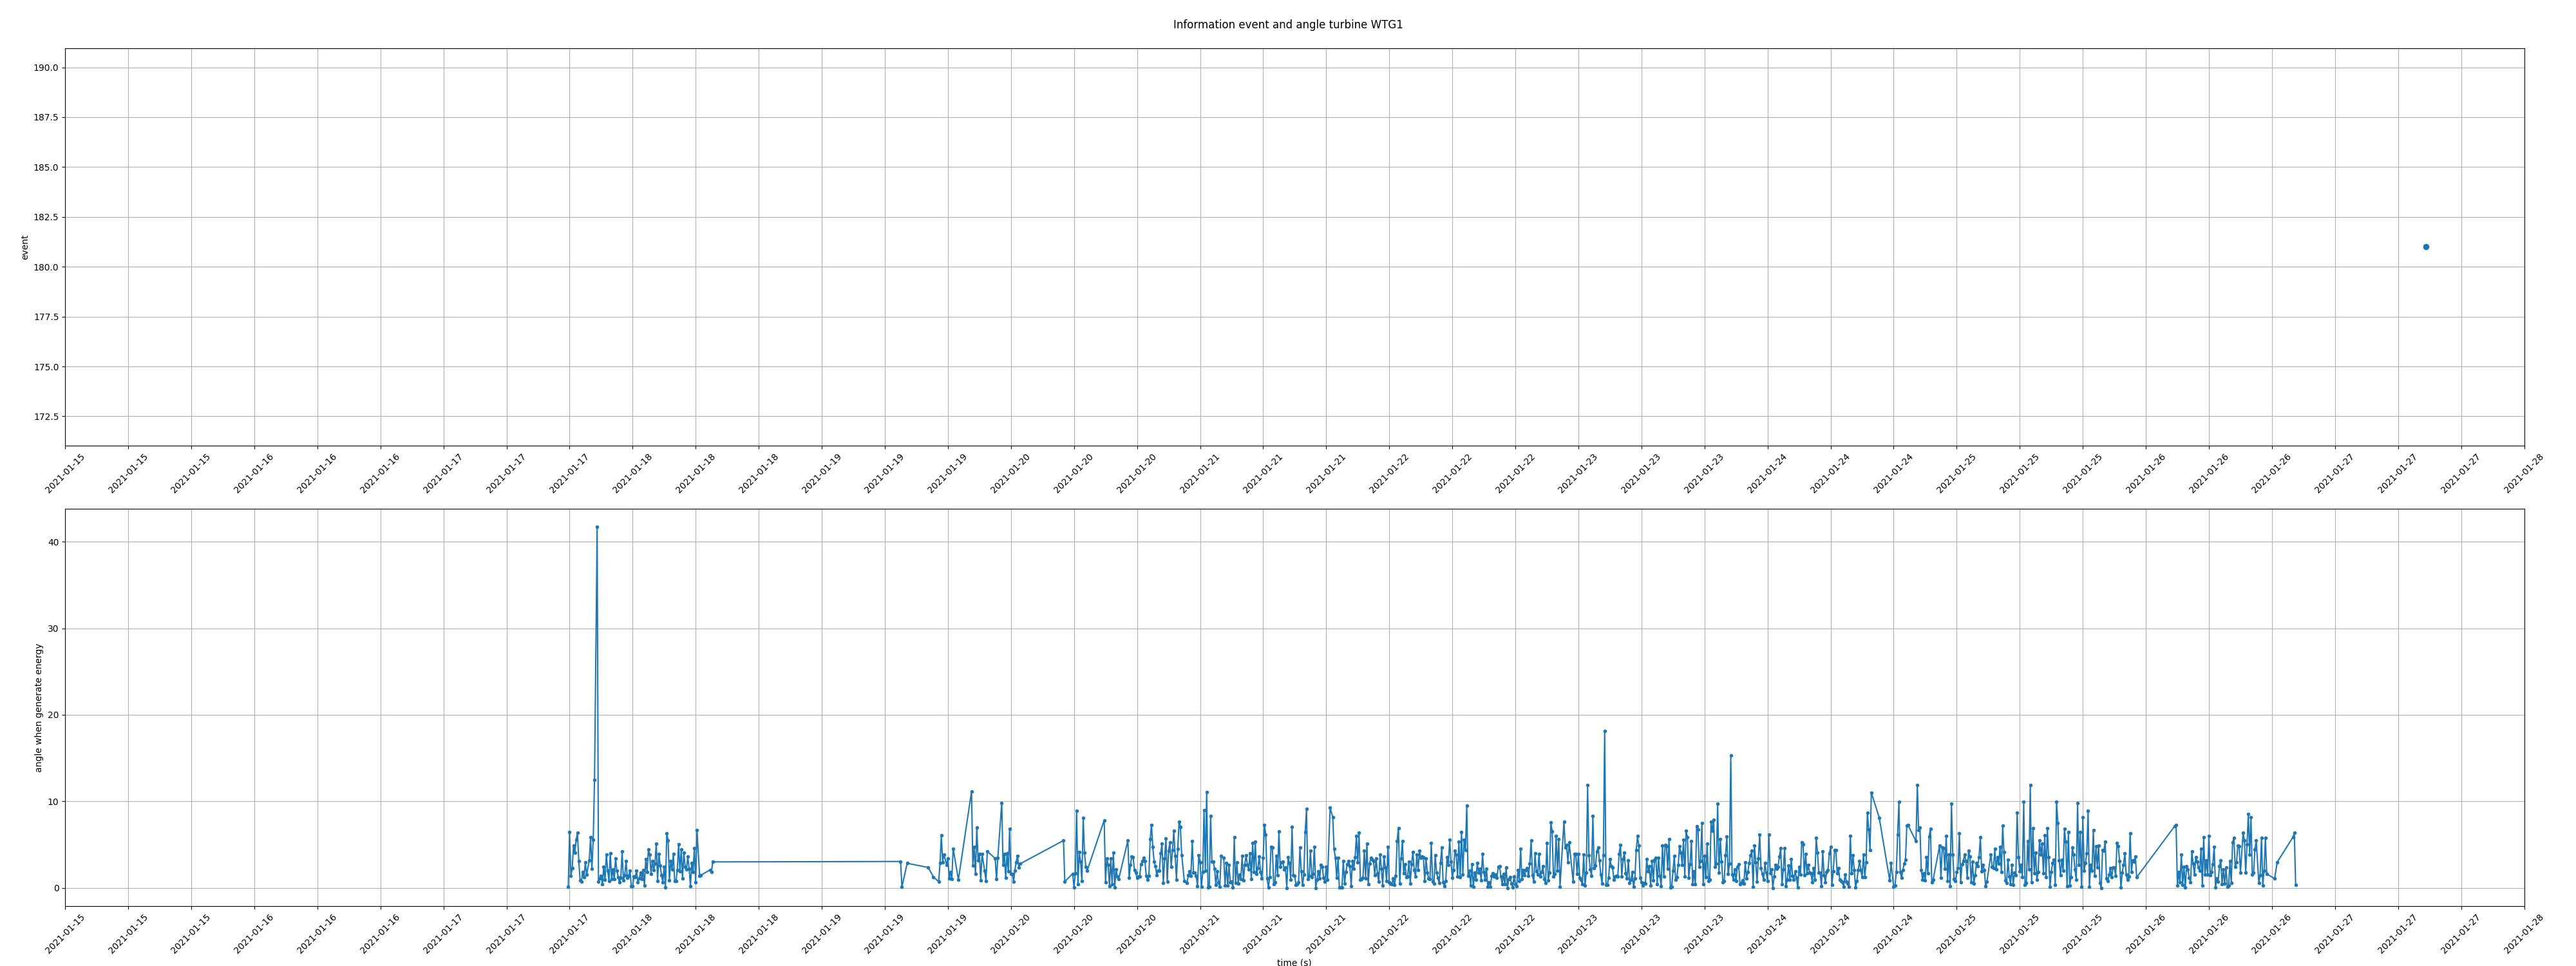 Information event and angle turbine WTG1
190.0
187.5
185.0
182.5
180.0
177.5
175.0
172.5
event
2021-01-15 2021-01-15 2021-01-15 2021-01-16 2021-01-16 2021-01-16 2021-01-17 2021-01-17 2021-01-17 2021-01-18 2021-01-18 2021-01-18 2021-01-19 2021-01-19 2021-01-19 2021-01-20 2021-01-20 2021-01-20 2021-01-21 2021-01-21 2021-01-21 2021-01-22 2021-01-22 2021-01-22 2021-01-23 2021-01-23 2021-01-23 2021-01-24 2021-01-24 2021-01-24 2021-01-25 2021-01-25 2021-01-25 2021-01-26 2021-01-26 2021-01-26 2021-01-27 2021-01-27 2021-01-27 2021-01-28
40
30
20
10
0
angle when generate energy
2021-01-15 2021-01-15 2021-01-15 2021-01-16 2021-01-16 2021-01-16 2021-01-17 2021-01-17 2021-01-17 2021-01-18 2021-01-18 2021-01-18 2021-01-19 2021-01-19 2021-01-19 2021-01-20 2021-01-20 2021-01-20 2021-01-21 2021-01-21 2021-01-21 2021-01-22 2021-01-22 2021-01-22 2021-01-23 2021-01-23 2021-01-23 2021-01-24 2021-01-24 2021-01-24 2021-01-25 2021-01-25 2021-01-25 2021-01-26 2021-01-26 2021-01-26 2021-01-27 2021-01-27 2021-01-27 2021-01-28
time (s)